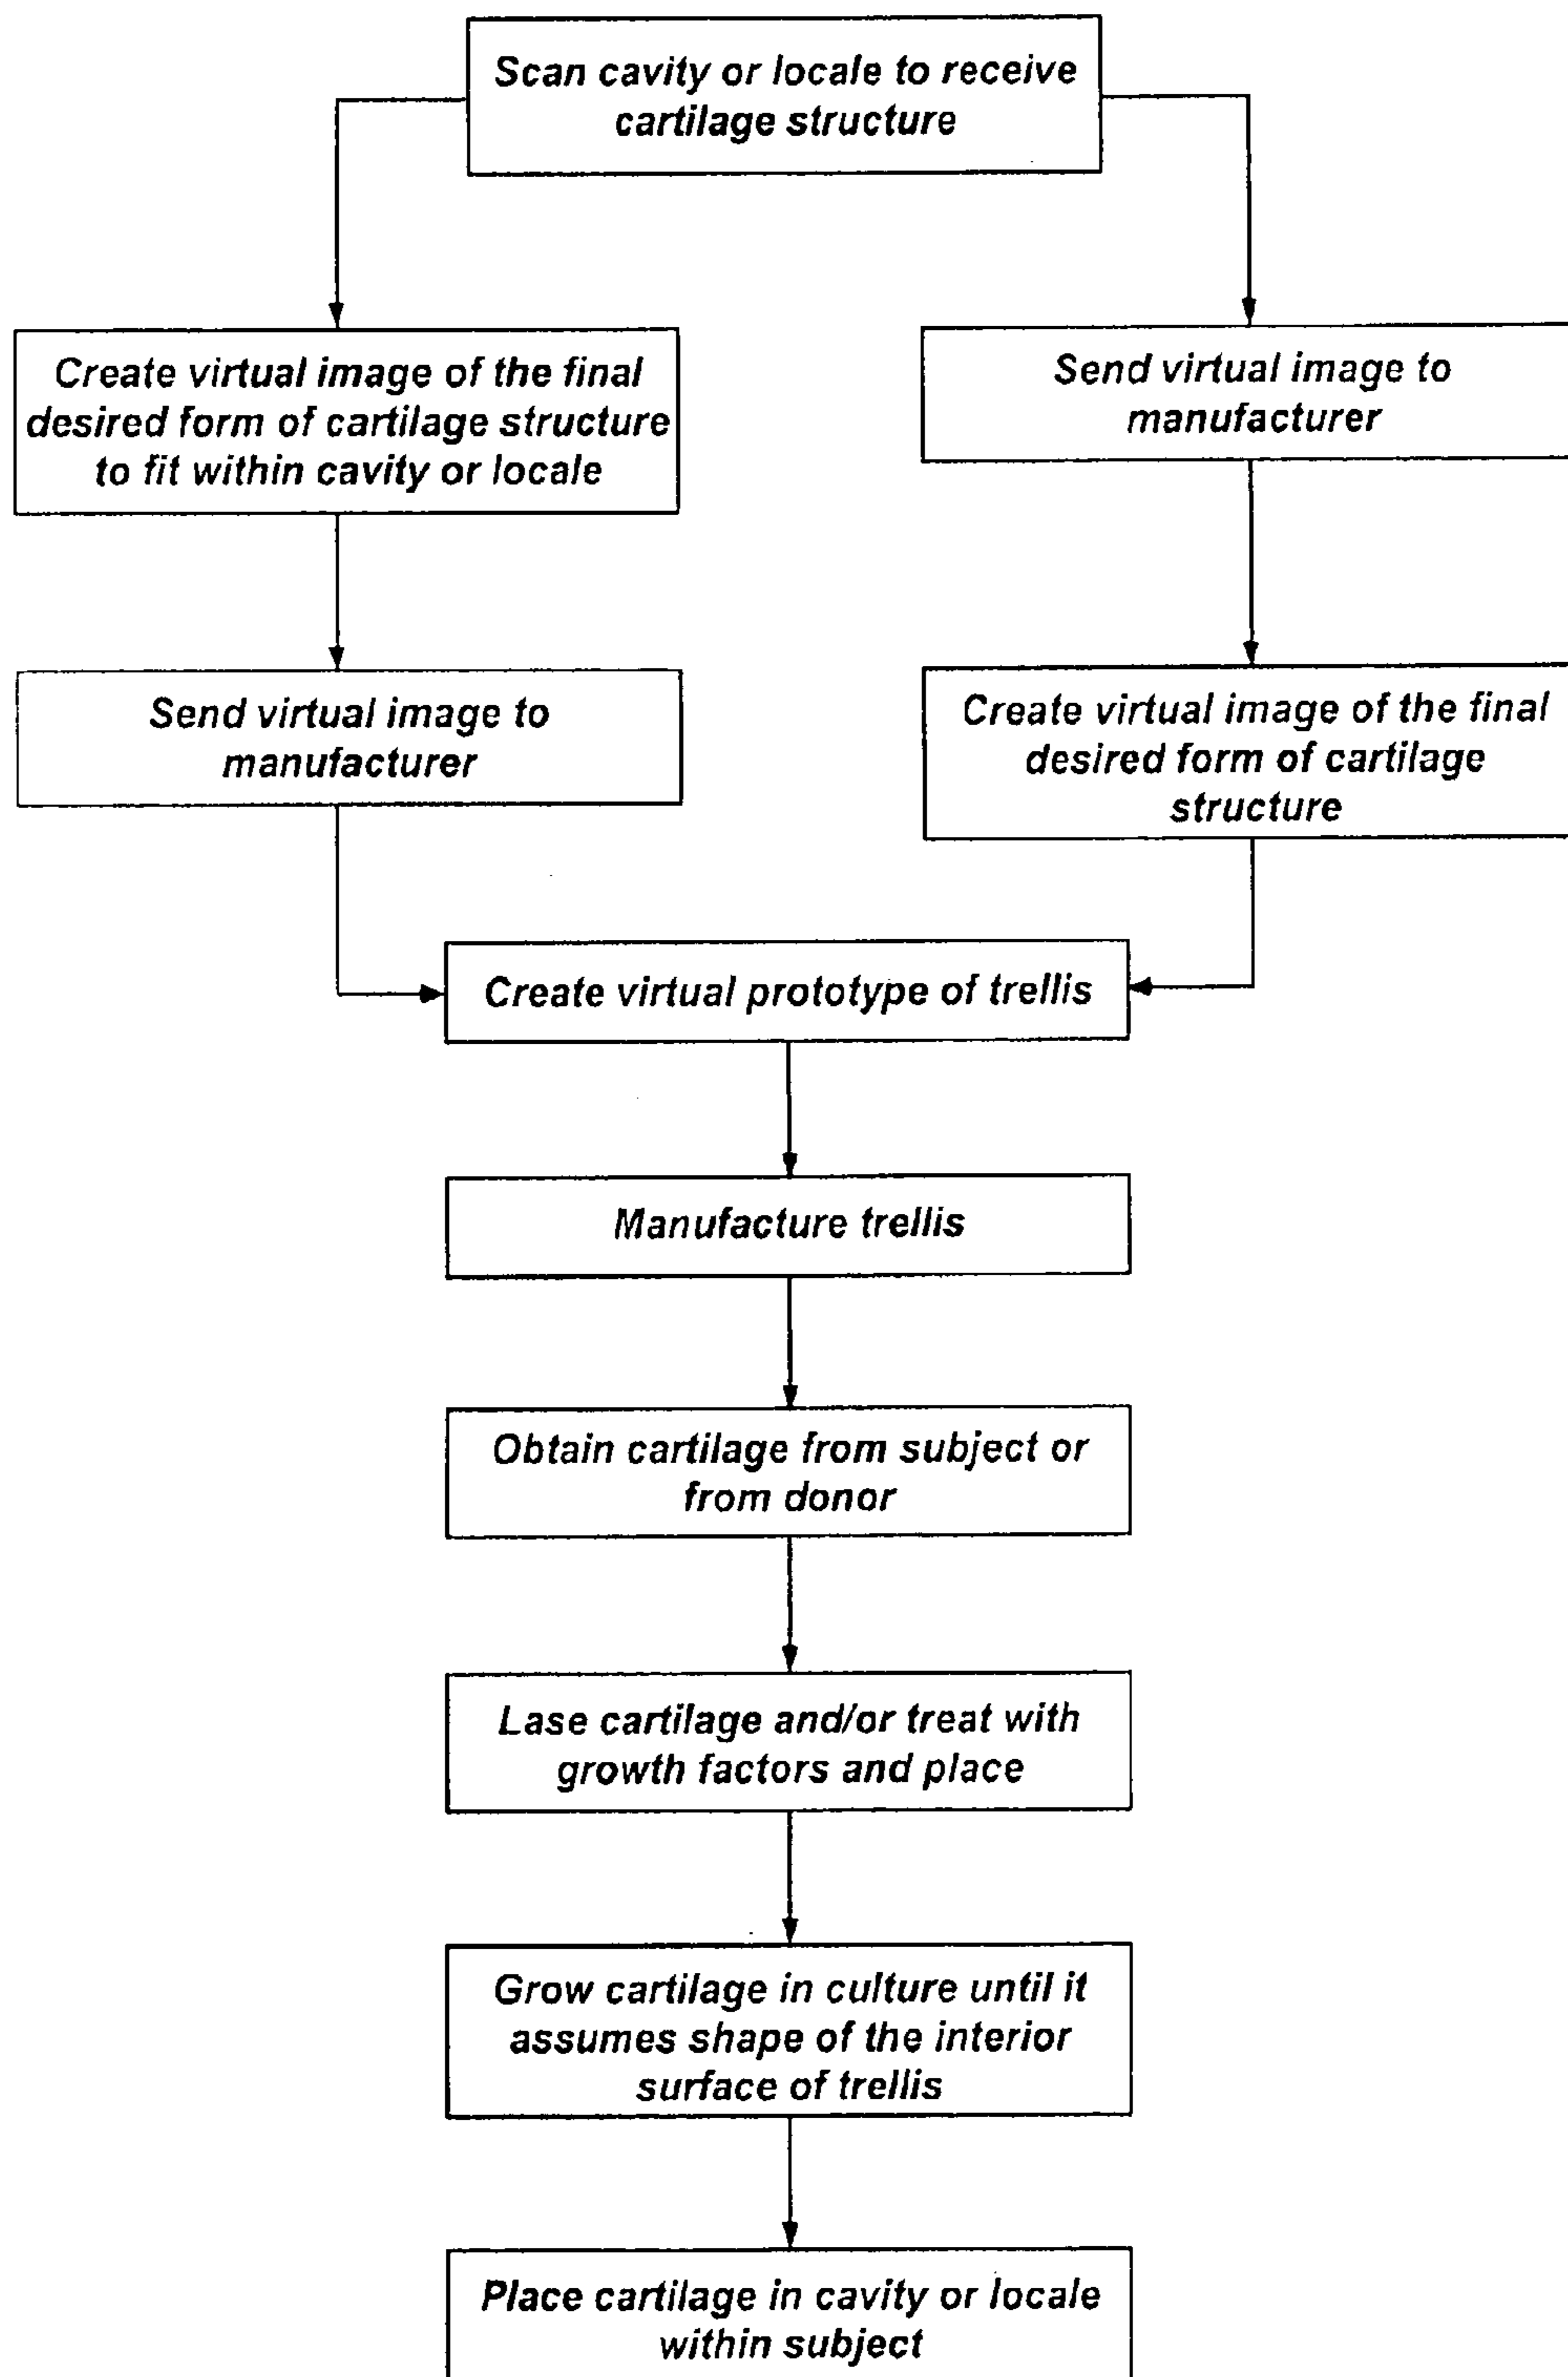 Scan cavity or locale to receive
cartilage structure
Create virtual image of the final
desired form of cartilage structure
to fit within cavity or locale
Send virtual image to
manufacturer
Send virtual image to
manufacturer
Create virtual image of the final
desired form of cartilage
structure
Create virtual prototype of trellis
Manufacture trellis
Obtain cartilage from subject or
from donor
Lase cartilage and/or treat with
growth factors and place
Grow cartilage in culture until it
assumes shape of the interior
surface of trellis
Place cartilage in cavity or locale
within subject